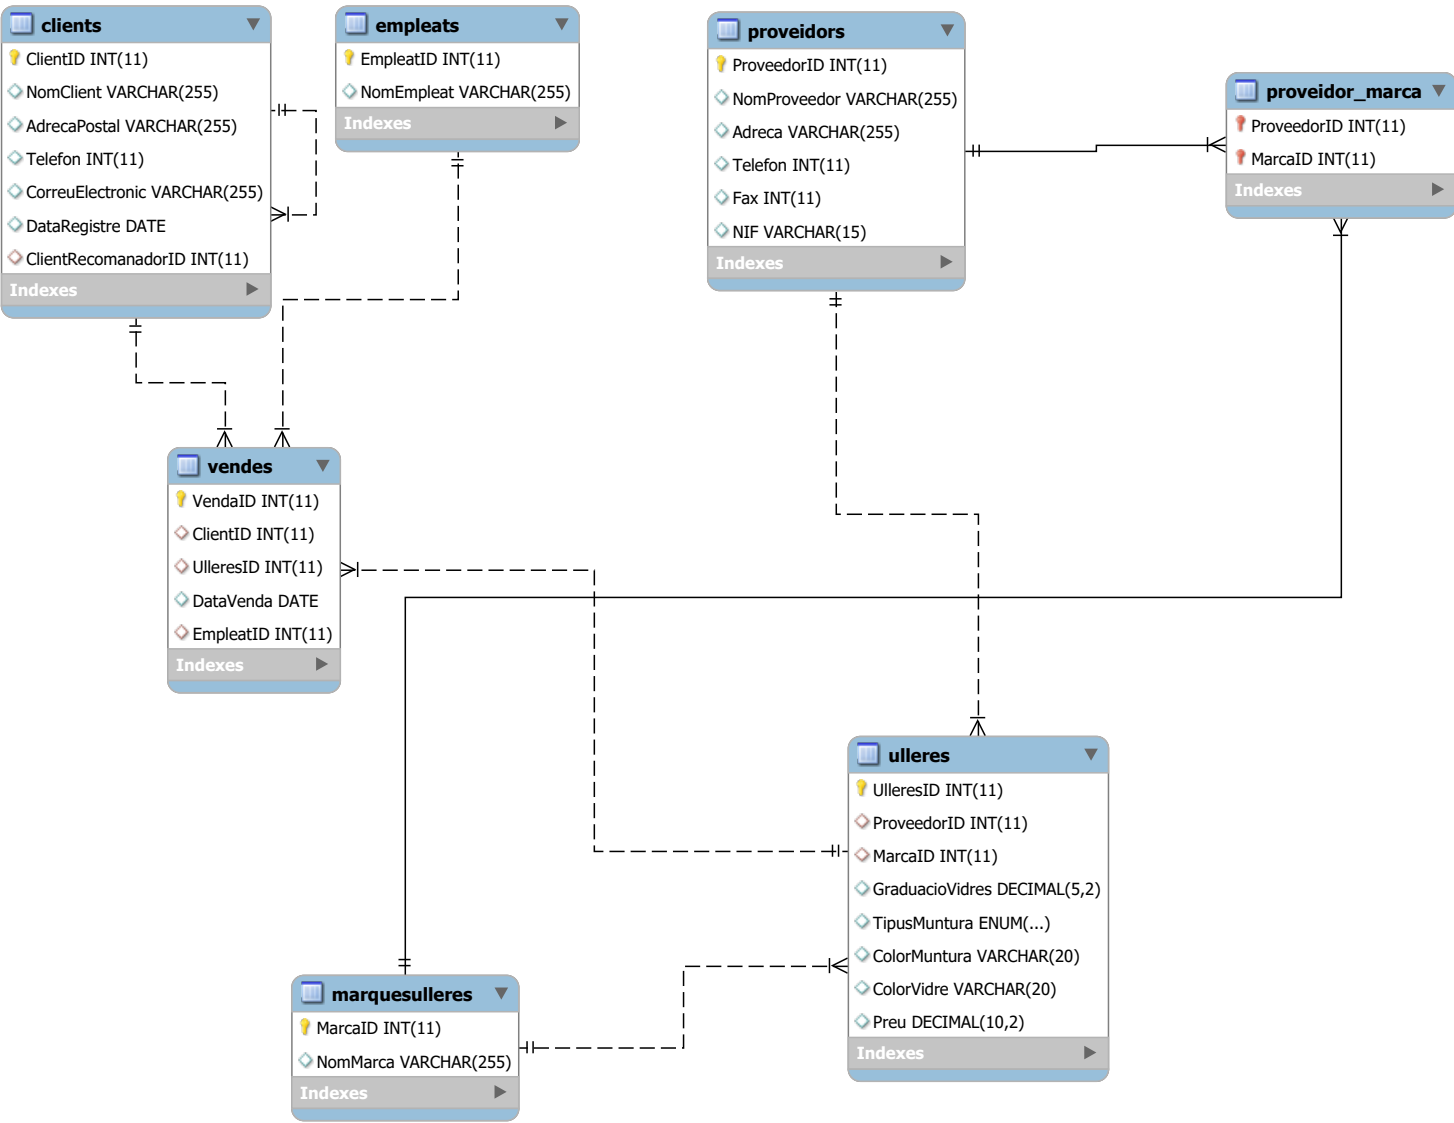 clients
ClientID INT(11)
NomClient VARCHAR(255)
AdrecaPostal VARCHAR(255)
Telefon INT(11)
CorreuElectronic VARCHAR(255)
DataRegistre DATE
ClientRecomanadorID INT(11)
Indexes
empleats
EmpleatID INT(11)
NomEmpleat VARCHAR(255)
Indexes
proveidors
ProveedorID INT(11)
NomProveedor VARCHAR(255)
Adreca VARCHAR(255)
Telefon INT(11)
Fax INT(11)
NIF VARCHAR(15)
Indexes
proveidor_marca
ProveedorID INT(11)
MarcaID INT(11)
Indexes
vendes
VendaID INT(11)
ClientID INT(11)
UlleresID INT(11)
DataVenda DATE
EmpleatID INT(11)
Indexes
ulleres
UlleresID INT(11)
ProveedorID INT(11)
MarcaID INT(11)
GraduacioVidres DECIMAL(5,2)
TipusMuntura ENUM(...)
ColorMuntura VARCHAR(20)
ColorVidre VARCHAR(20)
Preu DECIMAL(10,2)
Indexes
marquesulleres
MarcaID INT(11)
NomMarca VARCHAR(255)
Indexes